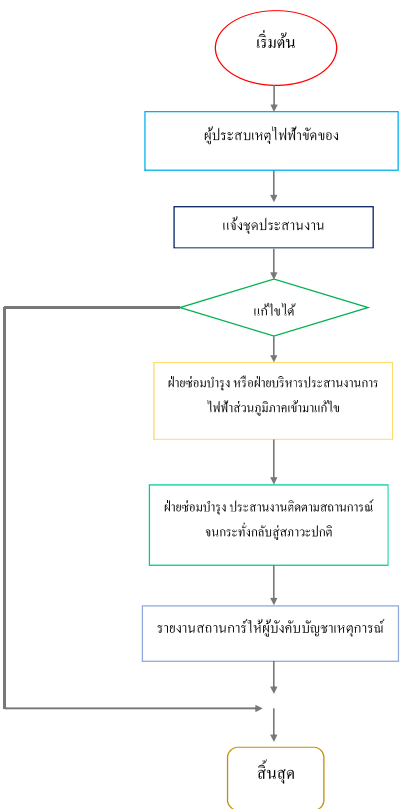 เริ่มต้น
ผู้ประสบเหตุไฟฟ้าขัดของ
แจ้งชุดประสานงาน
แก้ไขได้
ฝ่ายซ่อมบำรุง หรือฝ่ายบริหารประสานงานการ
ไฟฟ้าส่วนภูมิภาคเข้ามาแก้ไข
ฝ่ายซ่อมบำรุง ประสานงานติดตามสถานการณ์
จนกระทั่งกลับสู่สภาวะปกติ
รายงานสถานการ์ให้ผู้บังคับบัญชาเหตุการณ์
สิ้นสุด